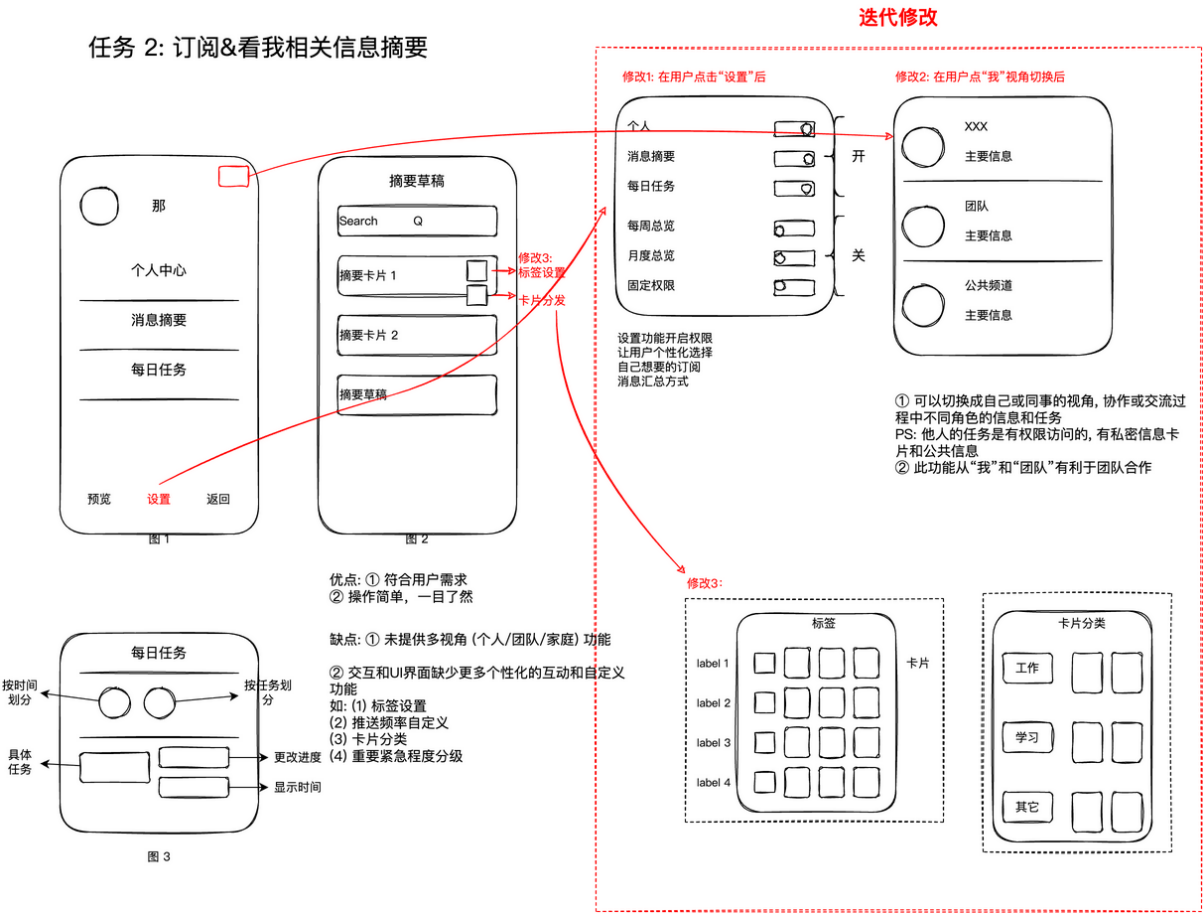 迭代修改
任务 2: 订阅&看我相关信息摘要
修改1: 在用户点击“设置”后
修改2: 在用户点“我”视角切换后
那
个人中心
消息摘要
每日任务
预览
设置
返回
图 1
摘要草稿
Search
Q
摘要卡片 1
修改3:
标签设置
卡片分发
摘要卡片 2
摘要草稿
图 2
个人
消息摘要
每日任务
每周总览
月度总览
固定权限
开
关
设置功能开启权限
让用户个性化选择
自己想要的订阅
消息汇总方式
XXX
主要信息
团队
主要信息
公共频道
主要信息
① 可以切换成自己或同事的视角, 协作或交流过
程中不同角色的信息和任务
PS: 他人的任务是有权限访问的, 有私密信息卡
片和公共信息
② 此功能从“我”和“团队”有利于团队合作
优点: ① 符合用户需求
② 操作简单，一目了然
缺点: ① 未提供多视角 (个人/团队/家庭) 功能
② 交互和UI界面缺少更多个性化的互动和自定义
功能
如: (1) 标签设置
(2) 推送频率自定义
(3) 卡片分类
(4) 重要紧急程度分级
每日任务
按时间
划分
按任务划
分
具体
任务
更改进度
显示时间
图 3
修改3:
标签
label 1
label 2
label 3
label 4
卡片
卡片分类
工作
学习
其它